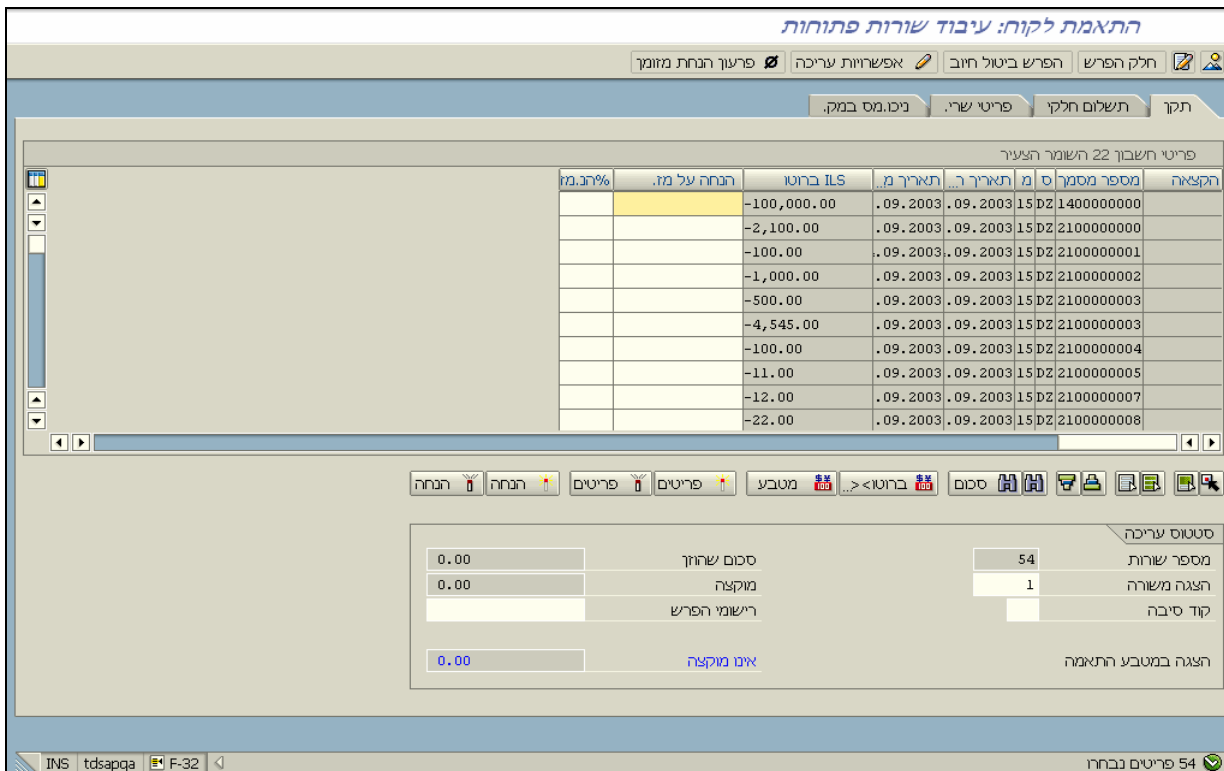 התאמת לקוח: עיבוד שורות פתוחות
חלק הפרש הפרש ביטול חיוב אפשרויות עריכה פרעון הנחת מזומן
תקן תשלום חלקי פריטי שרי. ניכו.מס במק.
פריטי חשבון 22 השומר הצעיר
הקצאה מספר מסמך ס מ תאריך ר... תאריך מ... ILS ברוטו הנחה על מז. %הנ.מז
1400000000 DZ 15 .09.2003 .09.2003 -100,000.00
2100000000 DZ 15 .09.2003 .09.2003 -2,100.00
2100000001 DZ 15 .09.2003 .09.2003 -100.00
2100000002 DZ 15 .09.2003 .09.2003 -1,000.00
2100000003 DZ 15 .09.2003 .09.2003 -500.00
2100000003 DZ 15 .09.2003 .09.2003 -4,545.00
2100000004 DZ 15 .09.2003 .09.2003 -100.00
2100000005 DZ 15 .09.2003 .09.2003 -11.00
2100000007 DZ 15 .09.2003 .09.2003 -12.00
2100000008 DZ 15 .09.2003 .09.2003 -22.00
סכום ברוטו><... מטבע פריטים פריטים הנחה הנחה
סטטוס עריכה
מספר שורות 54 סכום שהוזן 0.00
הצגה משורה 1 מוקצה 0.00
קוד סיבה רישומי הפרש
הצגה במטבע התאמה אינו מוקצה 0.00
54 פריטים נבחרו F-32 tdsapqa INS